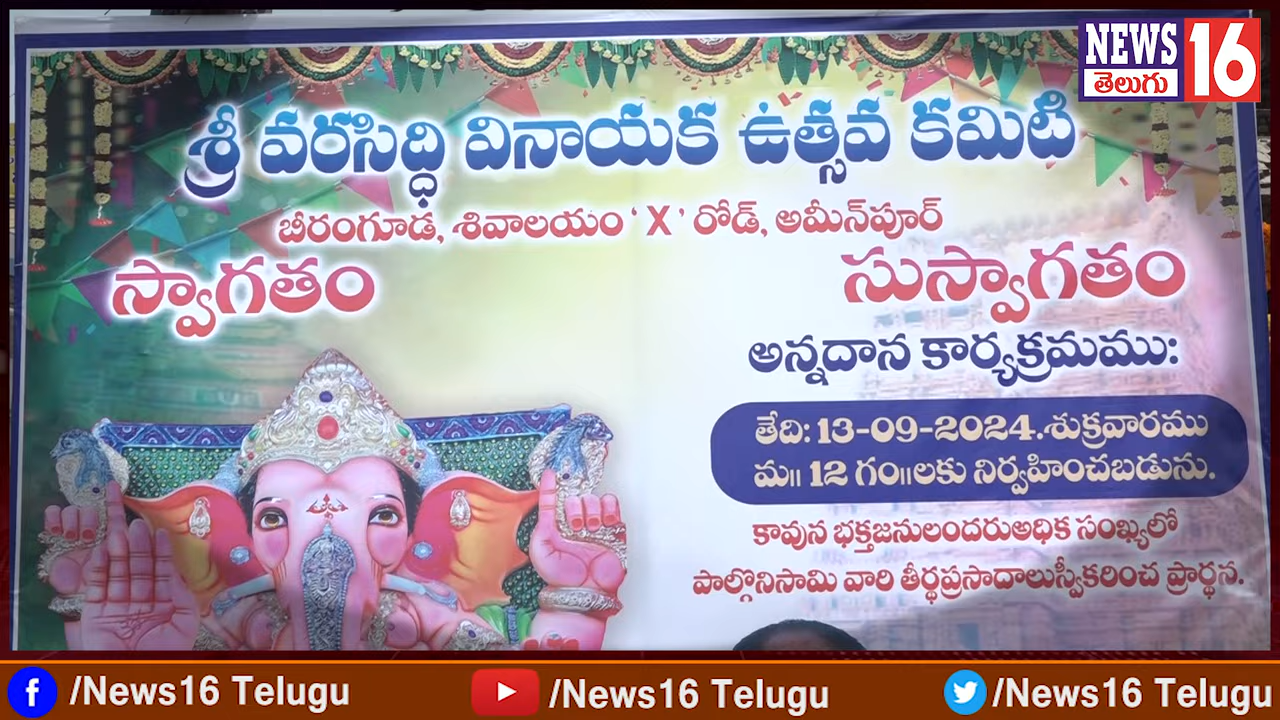 NEWS 16
తెలుగు
శ్రీ వరసిద్ధి వినాయక ఉత్సవ కమిటి
బీరంగూడ, శివాలయం ' X ' రోడ్, అమీన్‌పూర్
స్వాగతం
సుస్వాగతం
అన్నదాన కార్యక్రమము:
తేది: 13-09-2024.శుక్రవారము
మ॥ 12 గం॥లకు నిర్వహించబడును.
కావున భక్తజనులందరుఅధిక సంఖ్యలో
పాల్గొనిసామి వారి తీర్థప్రసాదాలుస్వీకరించ ప్రార్థన.
/News16 Telugu
/News16 Telugu
/News16 Telugu